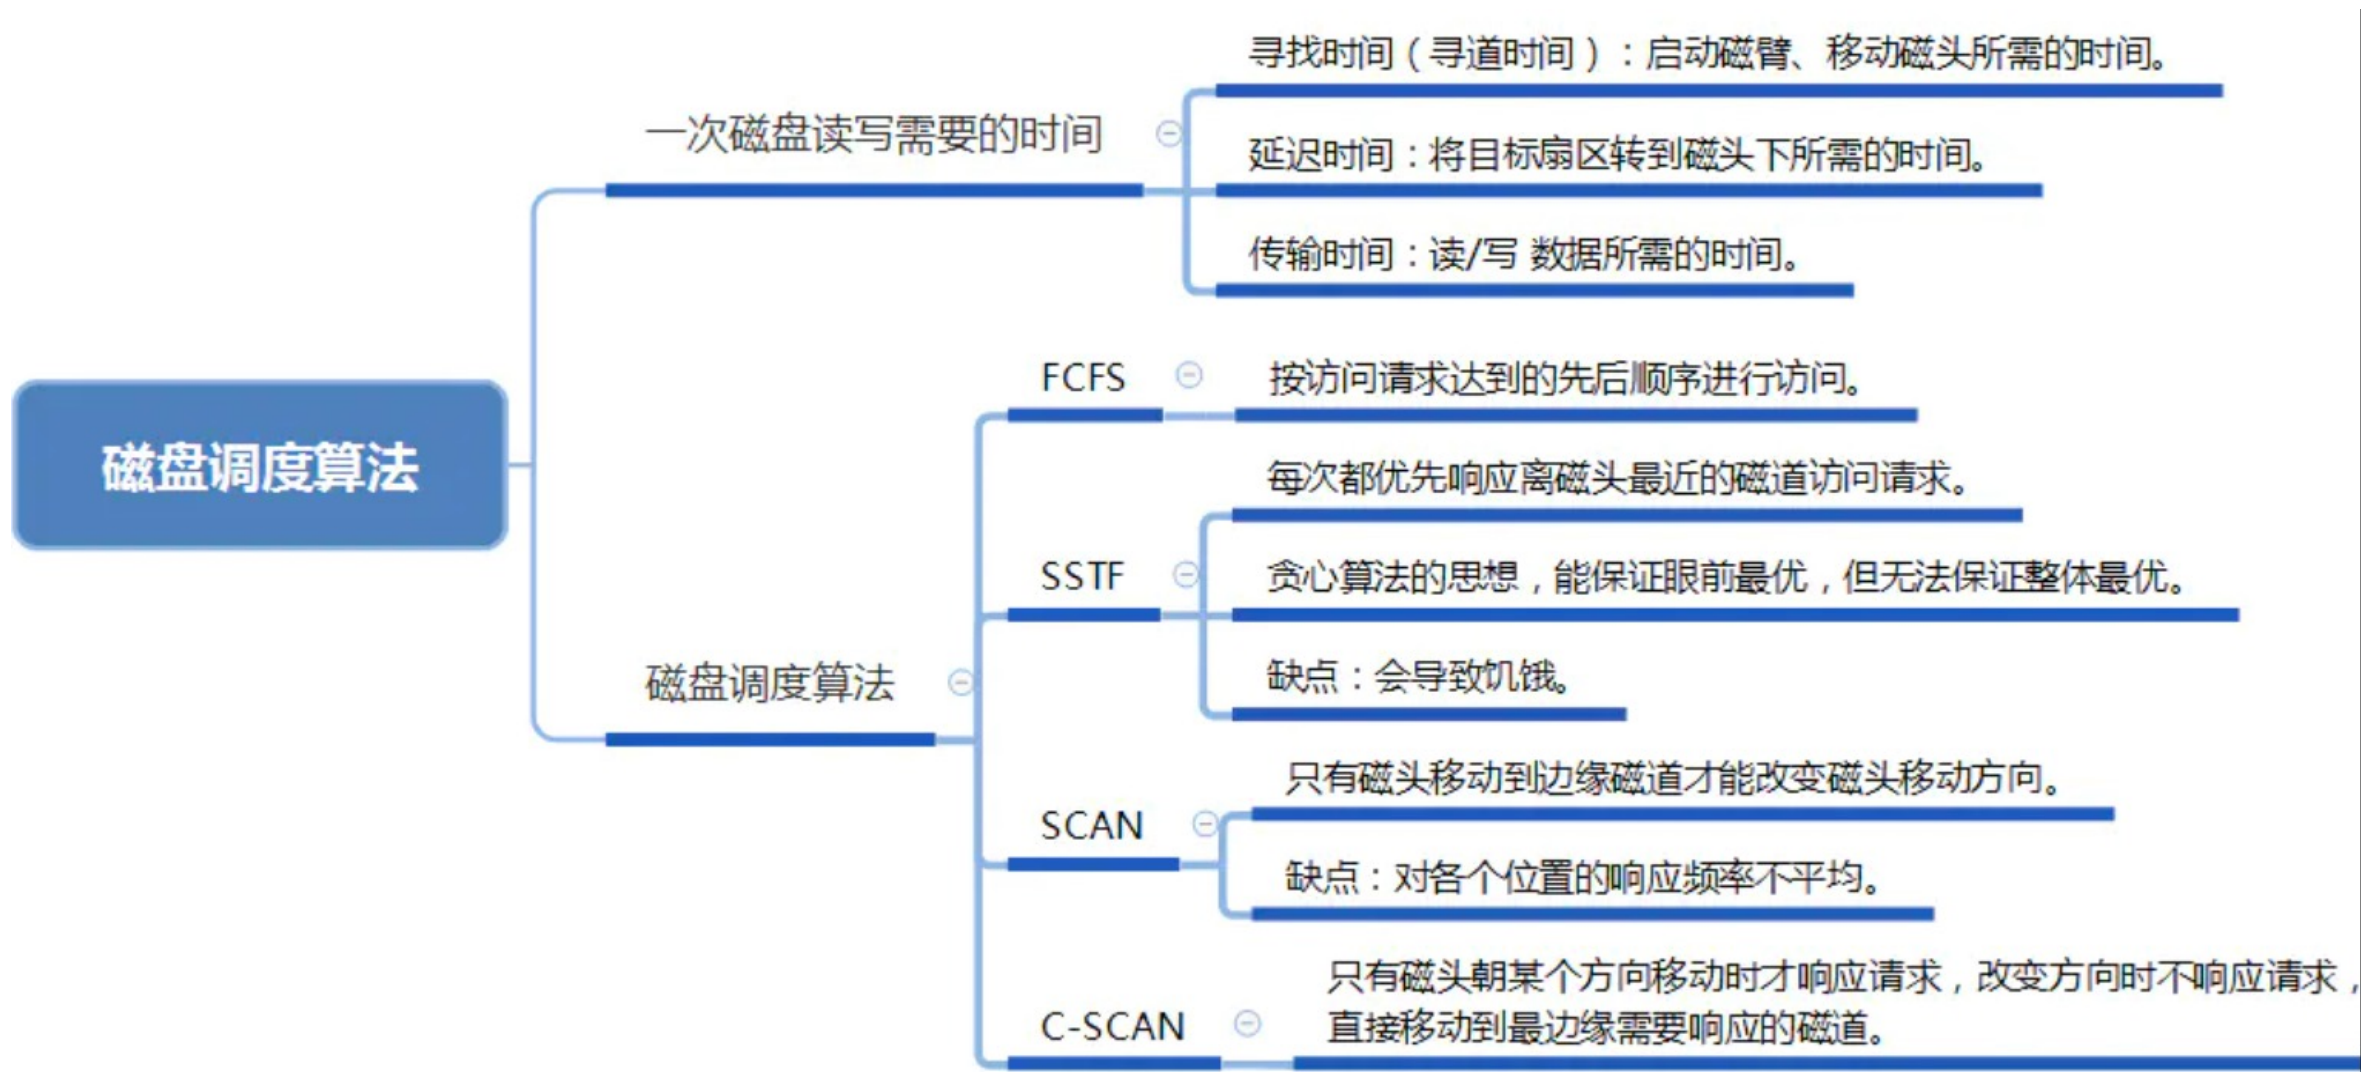 磁盘调度算法
一次磁盘读写需要的时间
寻找时间（寻道时间）：启动磁臂、移动磁头所需的时间。
延迟时间：将目标扇区转到磁头下所需的时间。
传输时间：读/写 数据所需的时间。
磁盘调度算法
FCFS
按访问请求达到的先后顺序进行访问。
SSTF
每次都优先响应离磁头最近的磁道访问请求。
贪心算法的思想，能保证眼前最优，但无法保证整体最优。
缺点：会导致饥饿。
SCAN
只有磁头移动到边缘磁道才能改变磁头移动方向。
缺点：对各个位置的响应频率不平均。
C-SCAN
只有磁头朝某个方向移动时才响应请求，改变方向时不响应请求，
直接移动到最边缘需要响应的磁道。